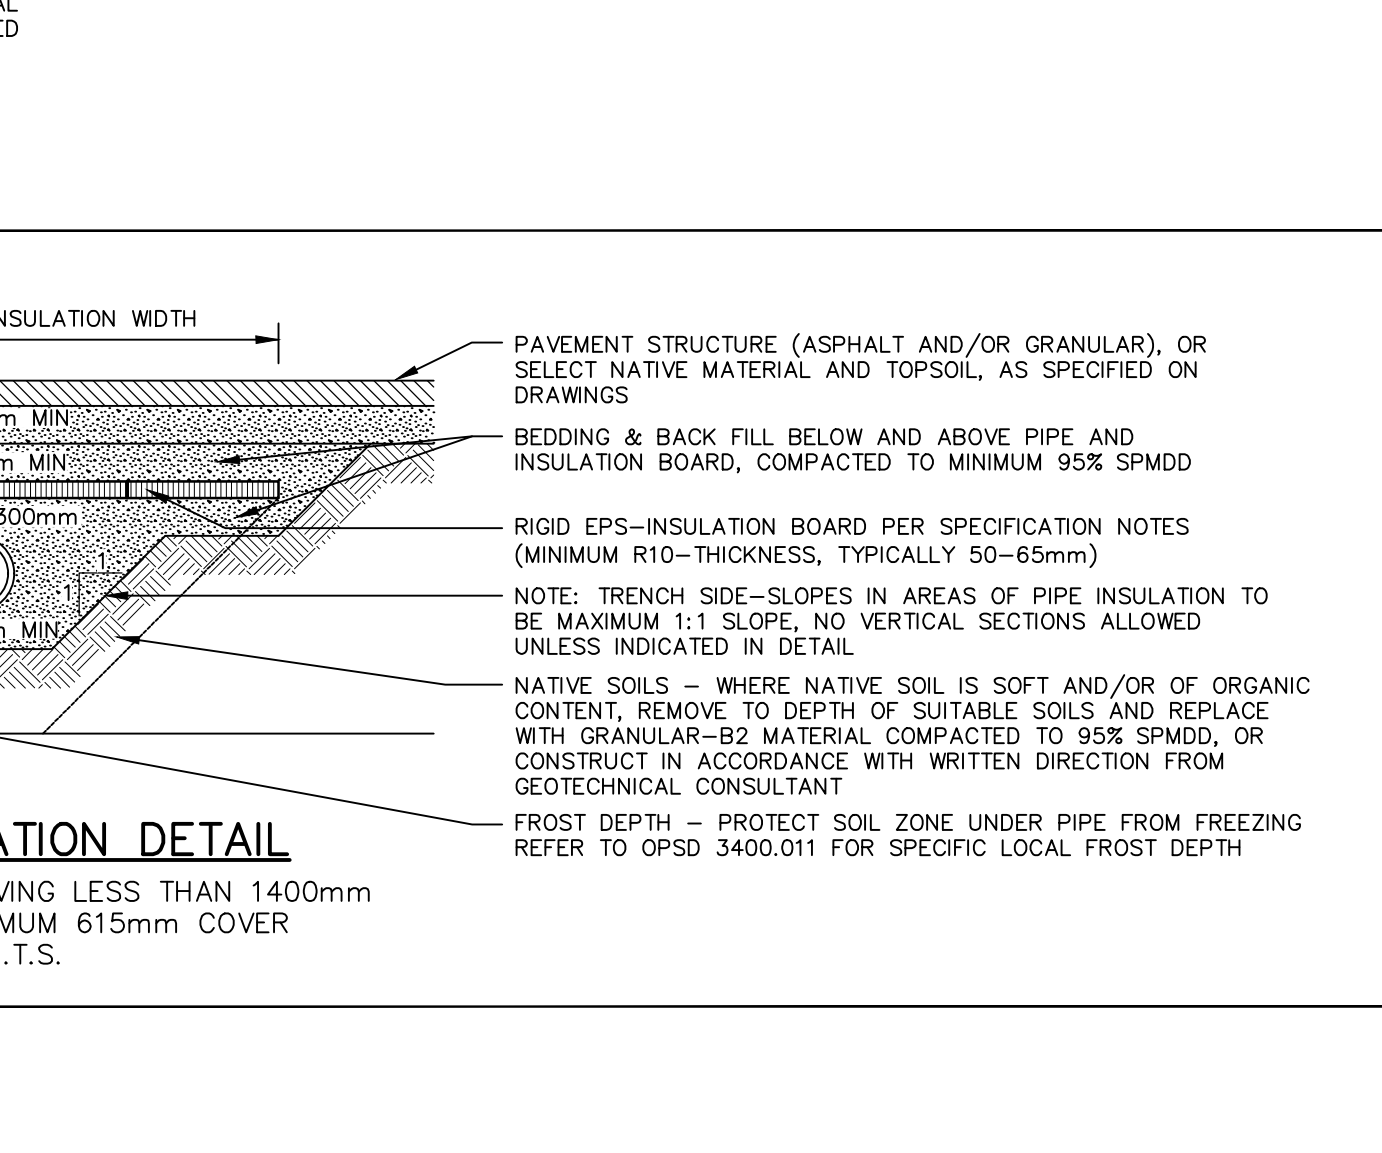 AL
ED
NSULATION WIDTH
m MIN
m MIN
300mm
1
1
m MIN
PAVEMENT STRUCTURE (ASPHALT AND/OR GRANULAR), OR
SELECT NATIVE MATERIAL AND TOPSOIL, AS SPECIFIED ON
DRAWINGS
BEDDING & BACK FILL BELOW AND ABOVE PIPE AND
INSULATION BOARD, COMPACTED TO MINIMUM 95% SPMDD
RIGID EPS-INSULATION BOARD PER SPECIFICATION NOTES
(MINIMUM R10-THICKNESS, TYPICALLY 50-65mm)
NOTE: TRENCH SIDE-SLOPES IN AREAS OF PIPE INSULATION TO
BE MAXIMUM 1:1 SLOPE, NO VERTICAL SECTIONS ALLOWED
UNLESS INDICATED IN DETAIL
NATIVE SOILS - WHERE NATIVE SOIL IS SOFT AND/OR OF ORGANIC
CONTENT, REMOVE TO DEPTH OF SUITABLE SOILS AND REPLACE
WITH GRANULAR-B2 MATERIAL COMPACTED TO 95% SPMDD, OR
CONSTRUCT IN ACCORDANCE WITH WRITTEN DIRECTION FROM
GEOTECHNICAL CONSULTANT
FROST DEPTH - PROTECT SOIL ZONE UNDER PIPE FROM FREEZING
REFER TO OPSD 3400.011 FOR SPECIFIC LOCAL FROST DEPTH
ATION DETAIL
VING LESS THAN 1400mm
MUM 615mm COVER
.T.S.